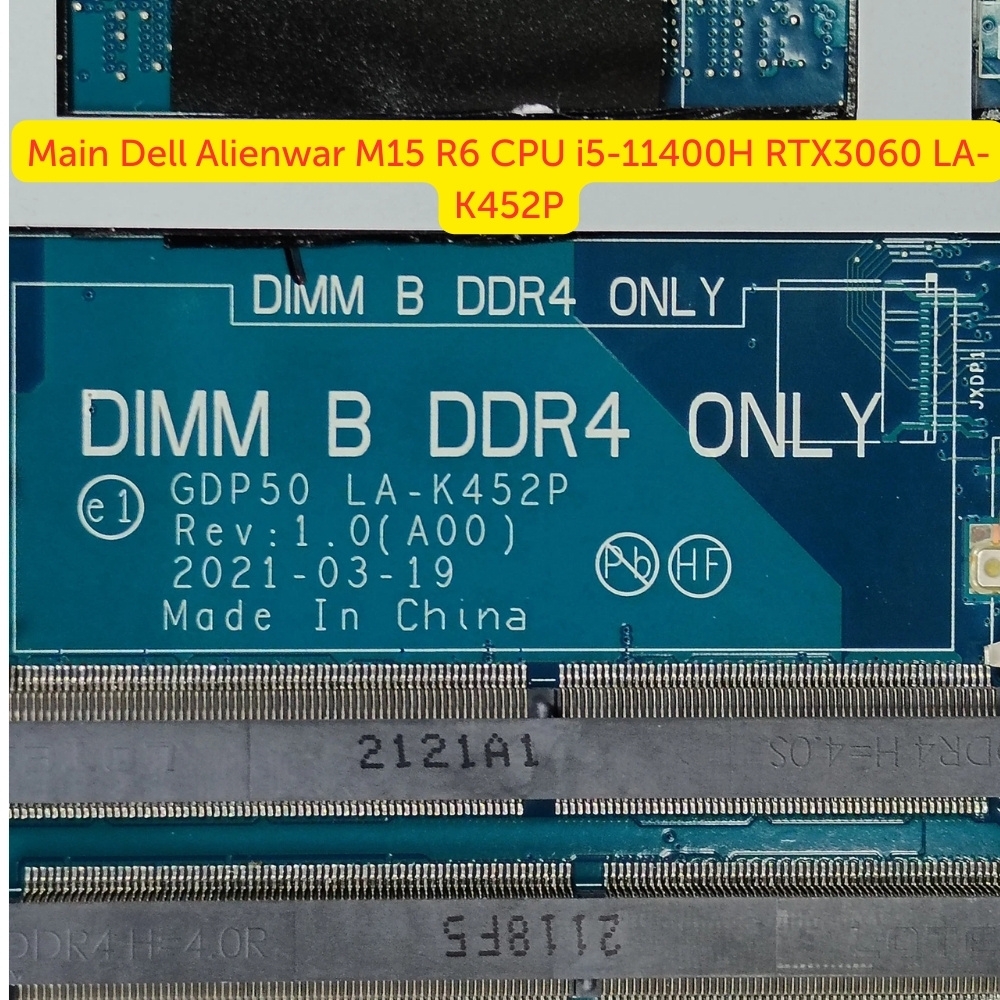 Main Dell Alienwar M15 R6 CPU i5-11400H RTX3060 LA-
K452P
DIMM B DDR4 ONLY
JXDP1
DIMM B DDR4 ONLY
e1
GDP50 LA-K452P
Rev:1.0(A00)
2021-03-19
Pb HF
Made In China
2121A1
DDR4 H=4.0S
DDR4 H=4.0R
2118F5